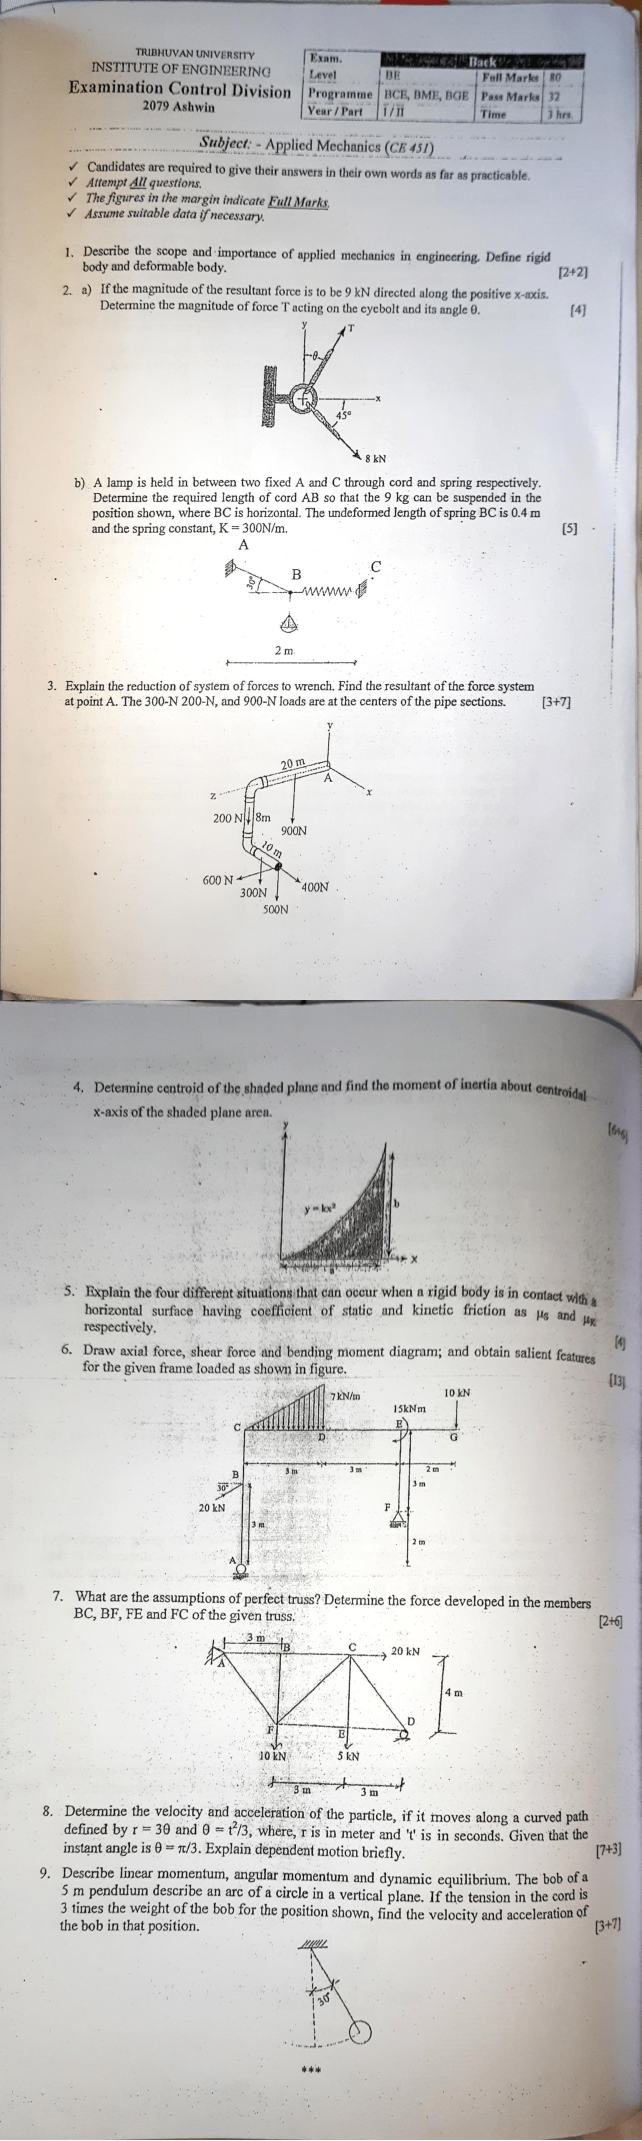 TRIBHUVAN UNIVERSITY
INSTITUTE OF ENGINEERING
Examination Control Division
2079 Ashwin
Exam. Back
Level BE Full Marks 80
Programme BCE, BME, BGE Pass Marks 32
Year / Part I / II Time 3 hrs.
Subject: - Applied Mechanics (CE 451)
✓ Candidates are required to give their answers in their own words as far as practicable.
✓ Attempt All questions.
✓ The figures in the margin indicate Full Marks.
✓ Assume suitable data if necessary.
1. Describe the scope and importance of applied mechanics in engineering. Define rigid
body and deformable body. [2+2]
2. a) If the magnitude of the resultant force is to be 9 kN directed along the positive x-axis.
Determine the magnitude of force T acting on the eyebolt and its angle θ. [4]
y
T
θ
x
45°
8 kN
b) A lamp is held in between two fixed A and C through cord and spring respectively.
Determine the required length of cord AB so that the 9 kg can be suspended in the
position shown, where BC is horizontal. The undeformed length of spring BC is 0.4 m
and the spring constant, K = 300N/m. [5]
A
B
C
30°
2 m
3. Explain the reduction of system of forces to wrench. Find the resultant of the force system
at point A. The 300-N 200-N, and 900-N loads are at the centers of the pipe sections. [3+7]
y
20 m
A
z
x
200 N 8m
900N
10 m
600 N
400N
300N
500N
4. Determine centroid of the shaded plane and find the moment of inertia about centroidal
x-axis of the shaded plane area. [6+6]
y
y = kx³
b
x
a
5. Explain the four different situations that can occur when a rigid body is in contact with a
horizontal surface having coefficient of static and kinetic friction as μs and μK
respectively. [4]
6. Draw axial force, shear force and bending moment diagram; and obtain salient features
for the given frame loaded as shown in figure. [13]
7 kN/m
10 kN
15kNm
C
D
E
G
3 m
3 m
2 m
B
30°
3 m
20 kN
F
3 m
2 m
A
7. What are the assumptions of perfect truss? Determine the force developed in the members
BC, BF, FE and FC of the given truss. [2+6]
3 m
A
B
C
20 kN
4 m
F
E
D
10 kN
5 kN
3 m
3 m
8. Determine the velocity and acceleration of the particle, if it moves along a curved path
defined by r = 3θ and θ = t²/3, where, r is in meter and 't' is in seconds. Given that the
instant angle is θ = π/3. Explain dependent motion briefly. [7+3]
9. Describe linear momentum, angular momentum and dynamic equilibrium. The bob of a
5 m pendulum describe an arc of a circle in a vertical plane. If the tension in the cord is
3 times the weight of the bob for the position shown, find the velocity and acceleration of
the bob in that position. [3+7]
30°
***